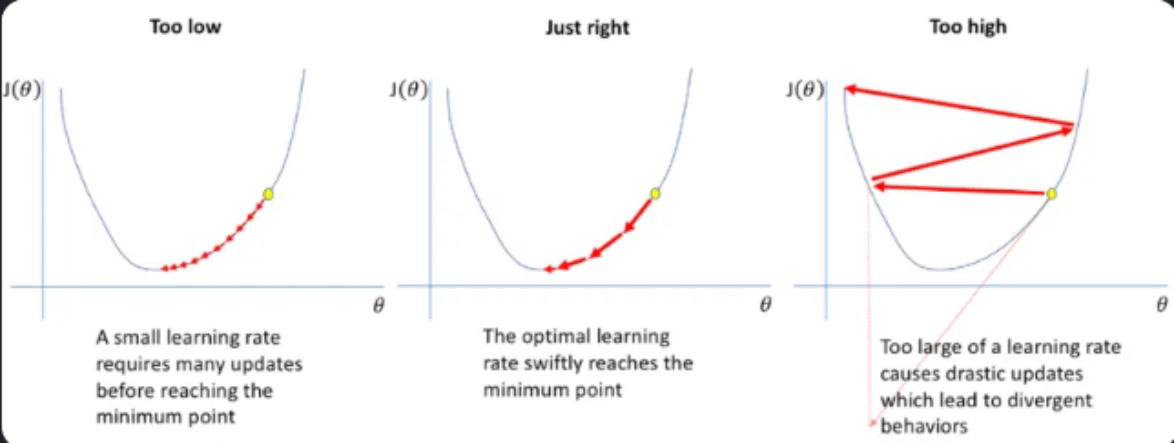 Too low
J(θ)
θ
A small learning rate
requires many updates
before reaching the
minimum point
Just right
J(θ)
θ
The optimal learning
rate swiftly reaches the
minimum point
Too high
J(θ)
θ
Too large of a learning rate
causes drastic updates
which lead to divergent
behaviors